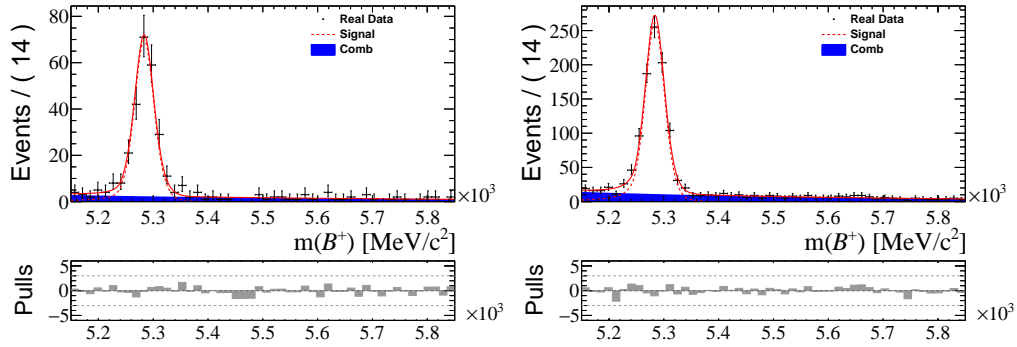 80
60
40
20
0
Events / ( 14 )
Real Data
Signal
Comb
5.2 5.3 5.4 5.5 5.6 5.7 5.8
×10³
m(B⁺) [MeV/c²]
5
0
−5
Pulls
5.2 5.3 5.4 5.5 5.6 5.7 5.8
×10³
250
200
150
100
50
0
Events / ( 14 )
Real Data
Signal
Comb
5.2 5.3 5.4 5.5 5.6 5.7 5.8
×10³
m(B⁺) [MeV/c²]
5
0
−5
Pulls
5.2 5.3 5.4 5.5 5.6 5.7 5.8
×10³